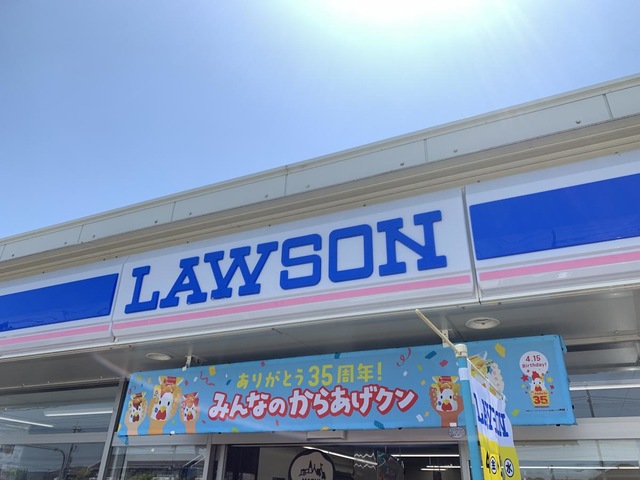 LAWSON
ありがとう35周年!
みんなのからあげクン
4.15
Birthday!
35
LAWSON